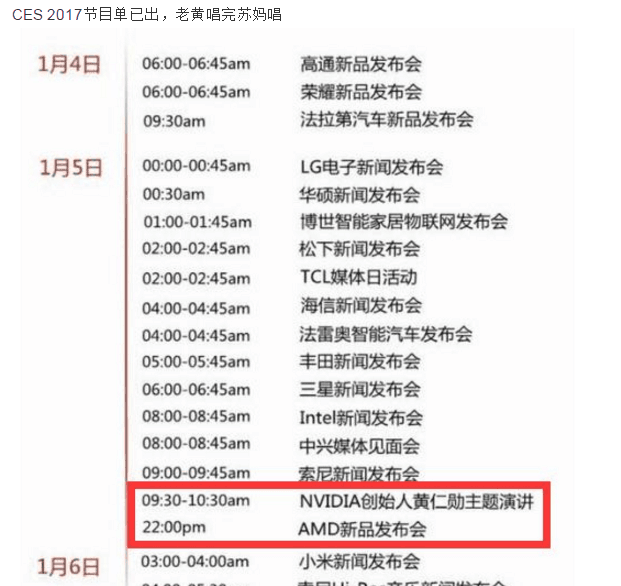 CES 2017节目单已出，老黄唱完苏妈唱
1月4日 06:00-06:45am 高通新品发布会
06:00-06:45am 荣耀新品发布会
09:30am 法拉第汽车新品发布会
1月5日 00:00-00:45am LG电子新闻发布会
00:30am 华硕新闻发布会
01:00-01:45am 博世智能家居物联网发布会
02:00-02:45am 松下新闻发布会
02:00-02:45am TCL媒体日活动
04:00-04:45am 海信新闻发布会
04:00-04:45am 法雷奥智能汽车发布会
05:00-05:45am 丰田新闻发布会
06:00-06:45am 三星新闻发布会
08:00-08:45am Intel新闻发布会
08:00-08:45am 中兴媒体见面会
09:00-09:45am 索尼新闻发布会
09:30-10:30am NVIDIA创始人黄仁勋主题演讲
22:00pm AMD新品发布会
1月6日 03:00-04:00am 小米新闻发布会